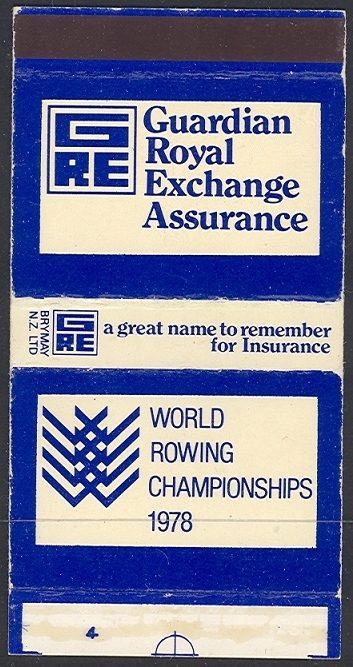 GRE
Guardian
Royal
Exchange
Assurance
BRYMAY
N.Z. LTD
GRE
a great name to remember
for Insurance
WORLD
ROWING
CHAMPIONSHIPS
1978
4